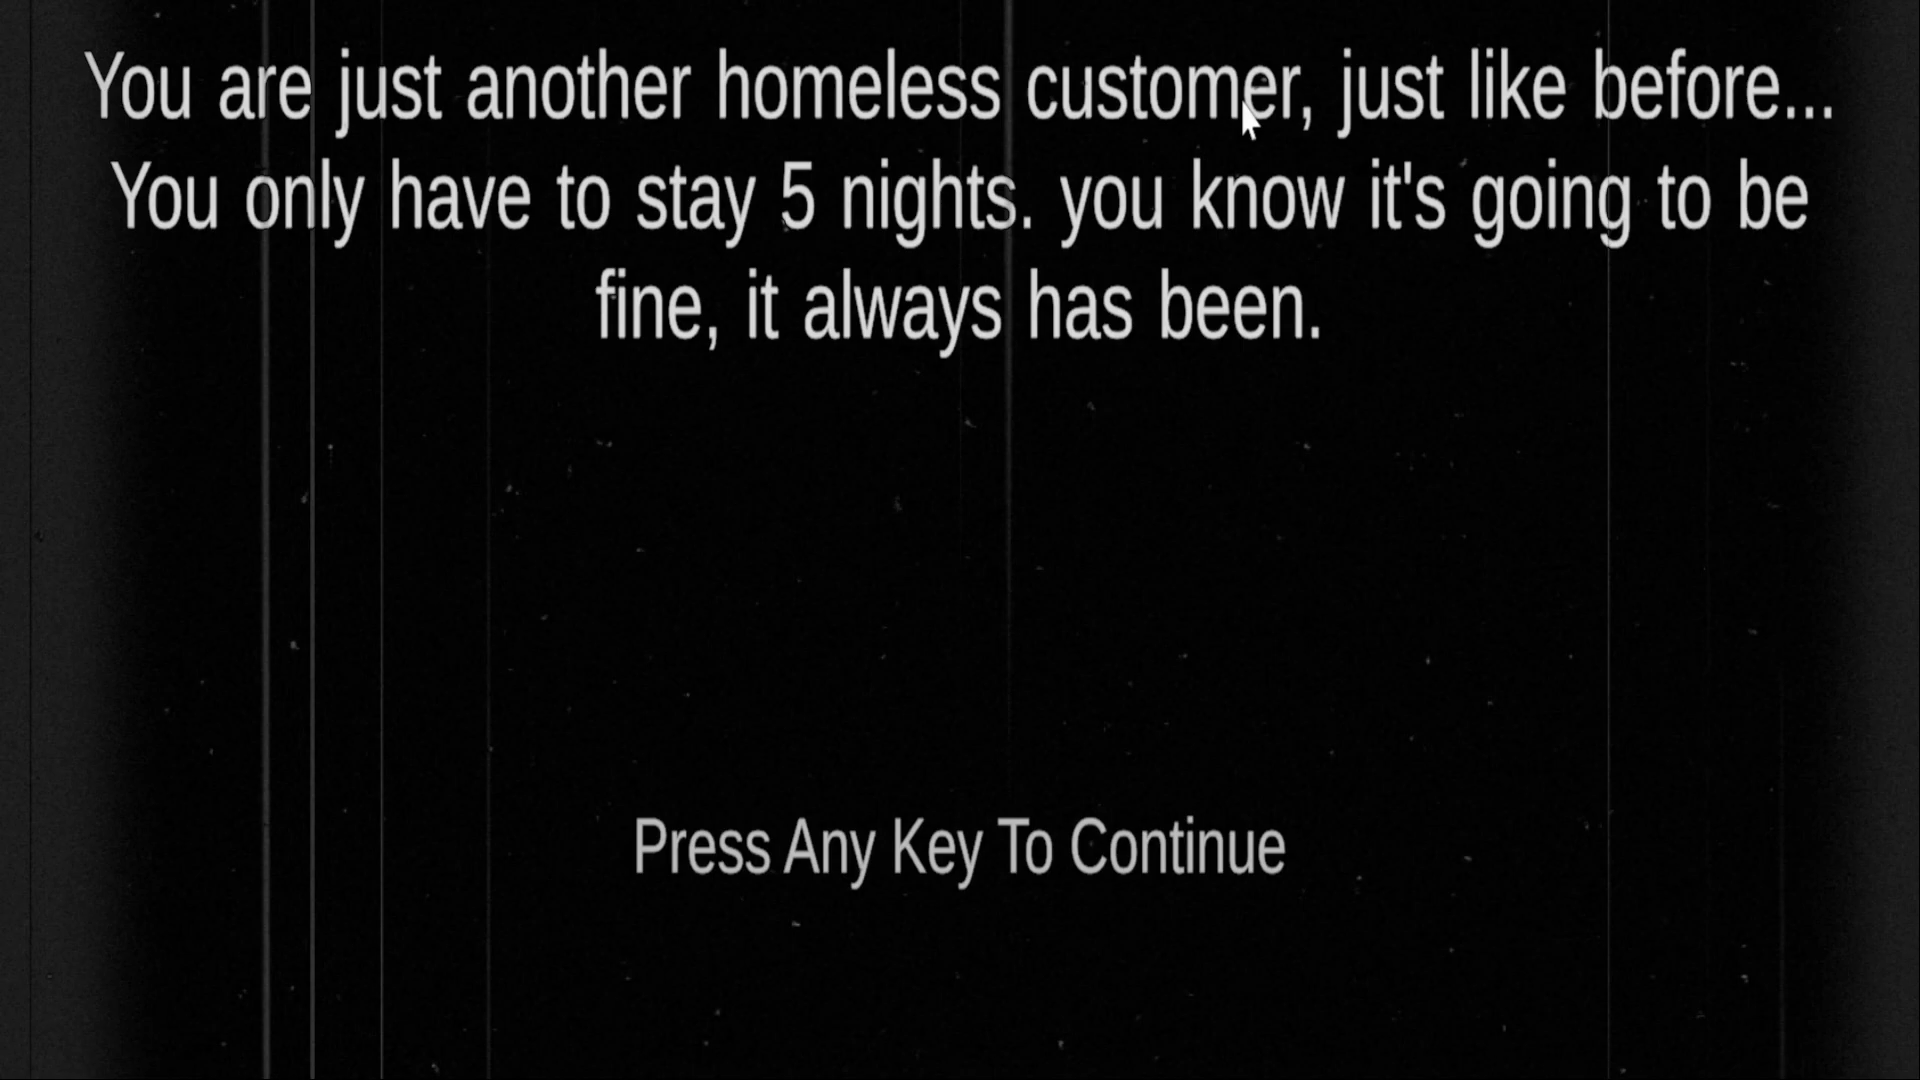 You are just another homeless customer, just like before...
You only have to stay 5 nights. you know it's going to be
fine, it always has been.
Press Any Key To Continue